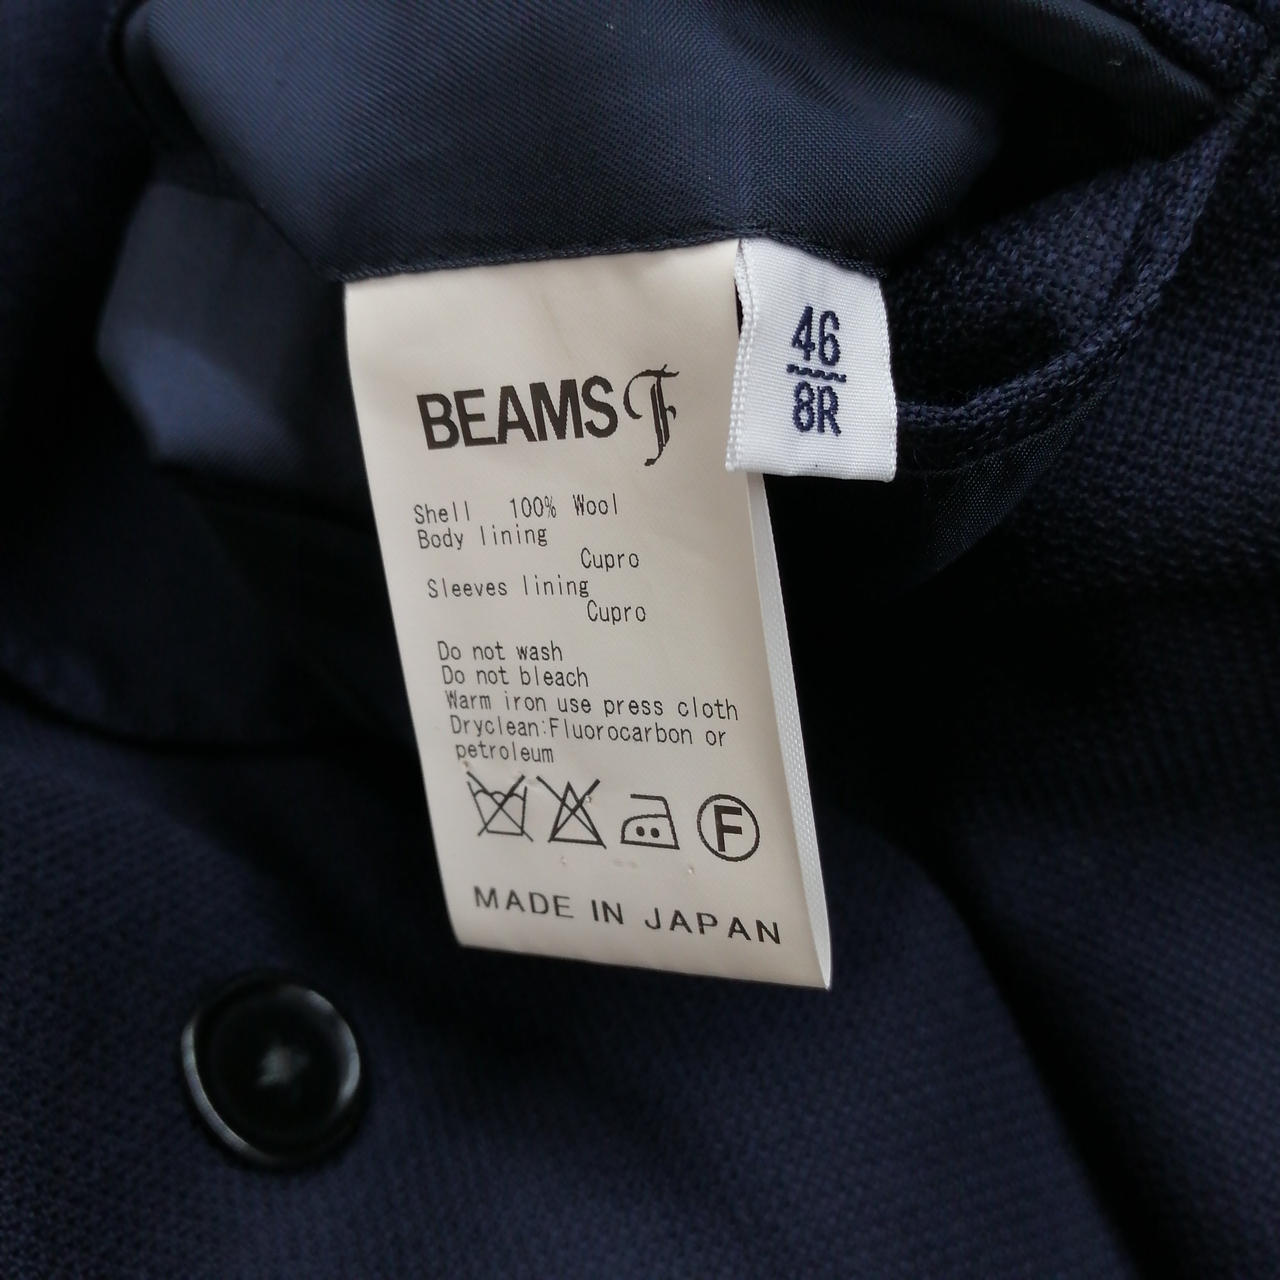 BEAMS F
Shell 100% Wool
Body lining
Cupro
Sleeves lining
Cupro
Do not wash
Do not bleach
Warm iron use press cloth
Dryclean:Fluorocarbon or
petroleum
F
MADE IN JAPAN
46
8R